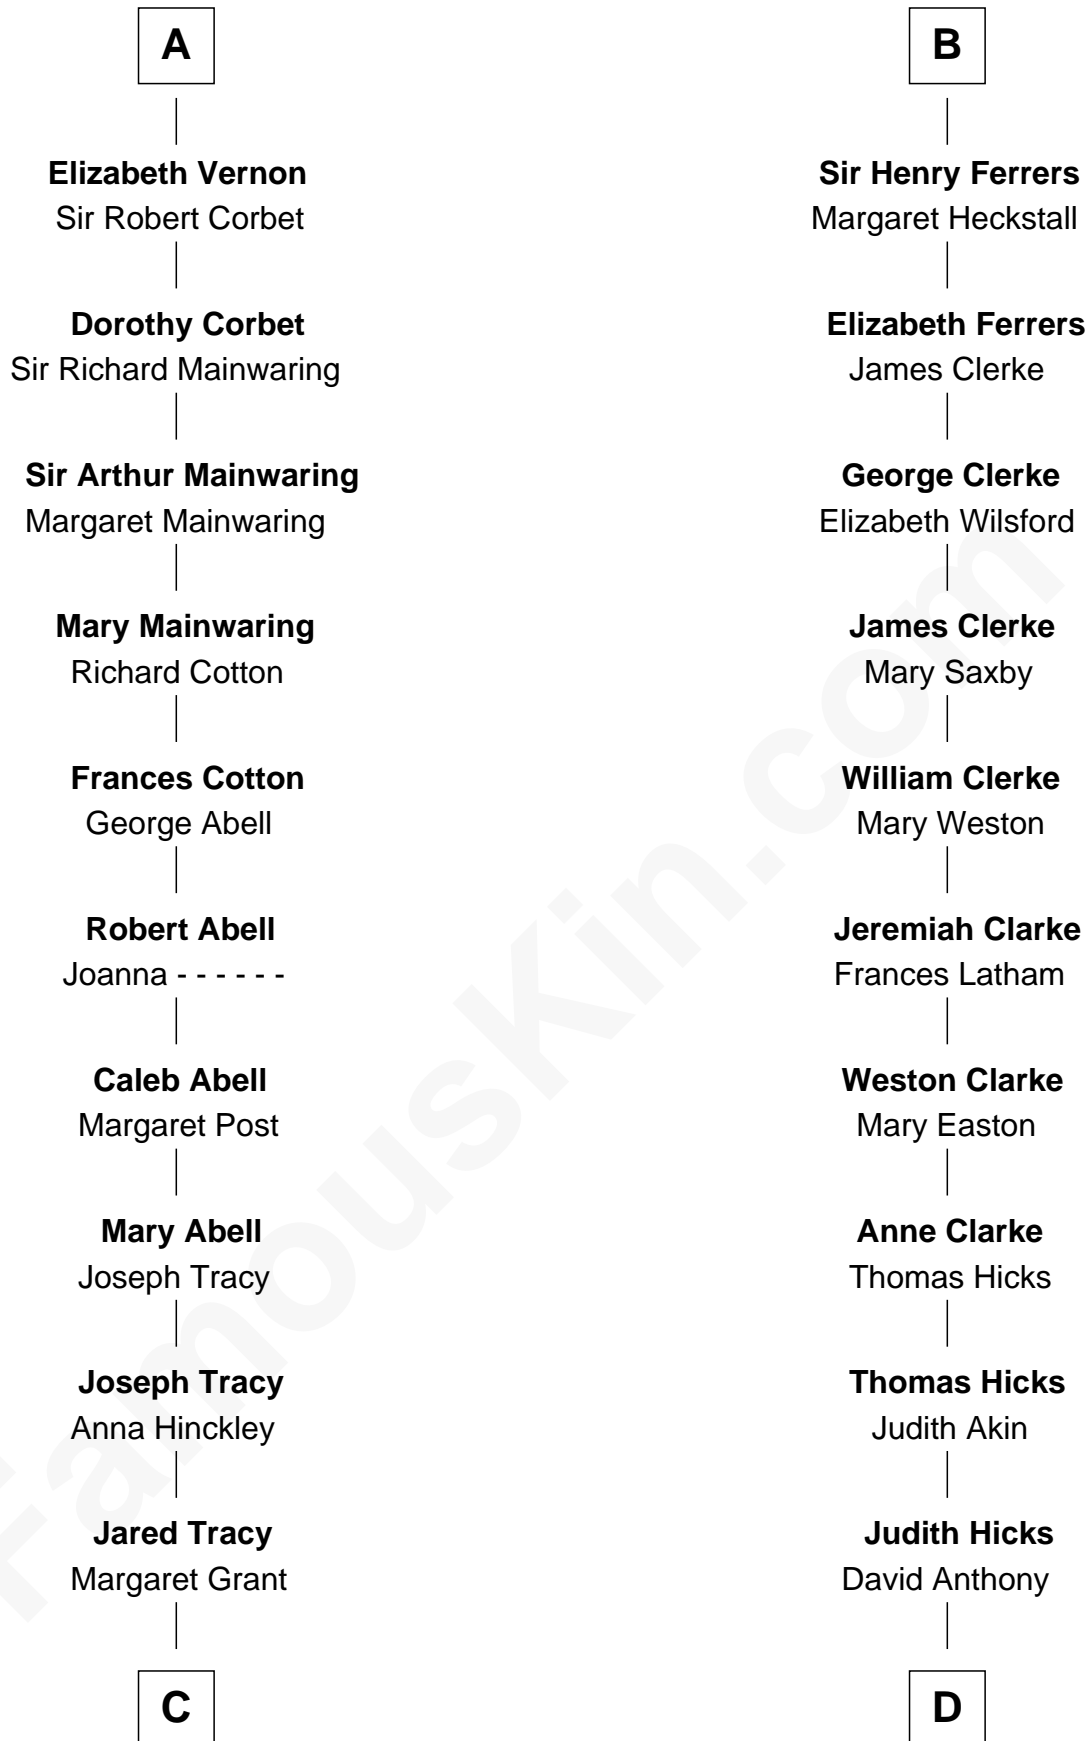 A
Elizabeth Vernon
Sir Robert Corbet
Dorothy Corbet
Sir Richard Mainwaring
Sir Arthur Mainwaring
Margaret Mainwaring
Mary Mainwaring
Richard Cotton
Frances Cotton
George Abell
Robert Abell
Joanna - - - - - -
Caleb Abell
Margaret Post
Mary Abell
Joseph Tracy
Joseph Tracy
Anna Hinckley
Jared Tracy
Margaret Grant
C
B
Sir Henry Ferrers
Margaret Heckstall
Elizabeth Ferrers
James Clerke
George Clerke
Elizabeth Wilsford
James Clerke
Mary Saxby
William Clerke
Mary Weston
Jeremiah Clarke
Frances Latham
Weston Clarke
Mary Easton
Anne Clarke
Thomas Hicks
Thomas Hicks
Judith Akin
Judith Hicks
David Anthony
D
FamousKin.com